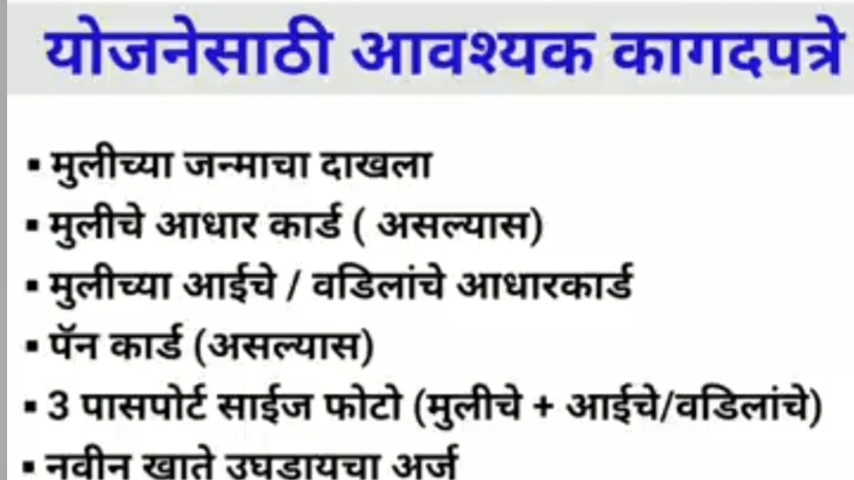 योजनेसाठी आवश्यक कागदपत्रे
▪ मुलीच्या जन्माचा दाखला
▪ मुलीचे आधार कार्ड ( असल्यास)
▪ मुलीच्या आईचे / वडिलांचे आधारकार्ड
▪ पॅन कार्ड (असल्यास)
▪ 3 पासपोर्ट साईज फोटो (मुलीचे + आईचे/वडिलांचे)
▪ नवीन खाते उघडायचा अर्ज